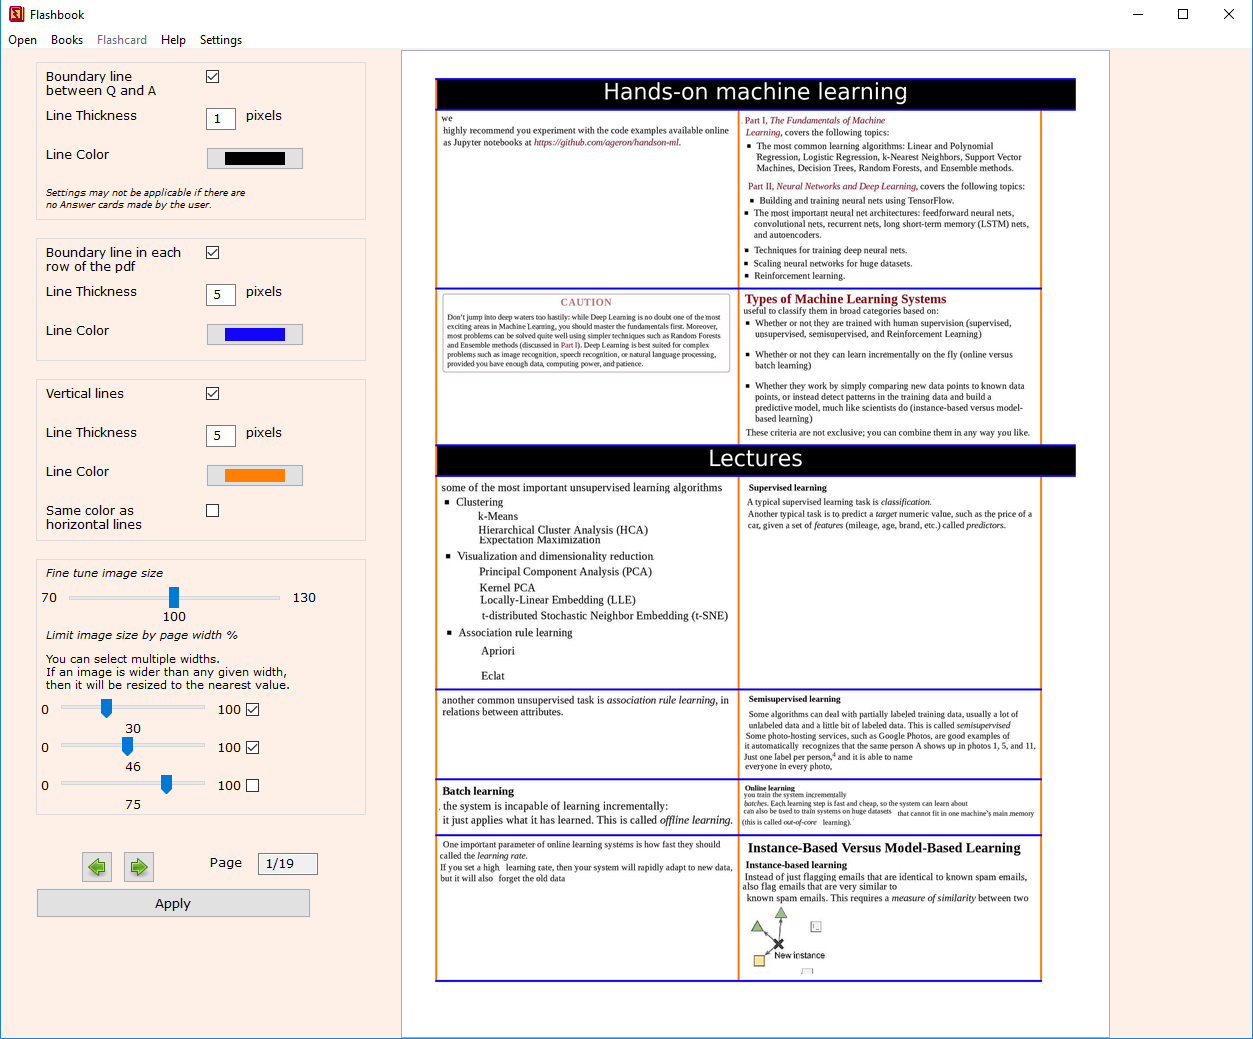 Flashbook
Open Books Flashcard Help Settings
Boundary line
between Q and A
Line Thickness 1 pixels
Line Color
Settings may not be applicable if there are
no Answer cards made by the user.
Boundary line in each
row of the pdf
Line Thickness 5 pixels
Line Color
Vertical lines
Line Thickness 5 pixels
Line Color
Same color as
horizontal lines
Fine tune image size
70 130
100
Limit image size by page width %
You can select multiple widths.
If an image is wider than any given width,
then it will be resized to the nearest value.
0 100
30
0 100
46
0 100
75
Page 1/19
Apply
Hands-on machine learning
we
highly recommend you experiment with the code examples available online
as Jupyter notebooks at https://github.com/ageron/handson-ml.
Part I, The Fundamentals of Machine
Learning, covers the following topics:
The most common learning algorithms: Linear and Polynomial
Regression, Logistic Regression, k-Nearest Neighbors, Support Vector
Machines, Decision Trees, Random Forests, and Ensemble methods.
Part II, Neural Networks and Deep Learning, covers the following topics:
Building and training neural nets using TensorFlow.
The most important neural net architectures: feedforward neural nets,
convolutional nets, recurrent nets, long short-term memory (LSTM) nets,
and autoencoders.
Techniques for training deep neural nets.
Scaling neural networks for huge datasets.
Reinforcement learning.
CAUTION
Don't jump into deep waters too hastily: while Deep Learning is no doubt one of the most
exciting areas in Machine Learning, you should master the fundamentals first. Moreover,
most problems can be solved quite well using simpler techniques such as Random Forests
and Ensemble methods (discussed in Part I). Deep Learning is best suited for complex
problems such as image recognition, speech recognition, or natural language processing,
provided you have enough data, computing power, and patience.
Types of Machine Learning Systems
useful to classify them in broad categories based on:
Whether or not they are trained with human supervision (supervised,
unsupervised, semisupervised, and Reinforcement Learning)
Whether or not they can learn incrementally on the fly (online versus
batch learning)
Whether they work by simply comparing new data points to known data
points, or instead detect patterns in the training data and build a
predictive model, much like scientists do (instance-based versus model-
based learning)
These criteria are not exclusive; you can combine them in any way you like.
Lectures
some of the most important unsupervised learning algorithms
Clustering
k-Means
Hierarchical Cluster Analysis (HCA)
Expectation Maximization
Visualization and dimensionality reduction
Principal Component Analysis (PCA)
Kernel PCA
Locally-Linear Embedding (LLE)
t-distributed Stochastic Neighbor Embedding (t-SNE)
Association rule learning
Apriori
Eclat
Supervised learning
A typical supervised learning task is classification.
Another typical task is to predict a target numeric value, such as the price of a
car, given a set of features (mileage, age, brand, etc.) called predictors.
another common unsupervised task is association rule learning, in
relations between attributes.
Semisupervised learning
Some algorithms can deal with partially labeled training data, usually a lot of
unlabeled data and a little bit of labeled data. This is called semisupervised
Some photo-hosting services, such as Google Photos, are good examples of
it automatically recognizes that the same person A shows up in photos 1, 5, and 11,
Just one label per person,4 and it is able to name
everyone in every photo,
Batch learning
the system is incapable of learning incrementally:
it just applies what it has learned. This is called offline learning.
Online learning
you train the system incrementally
batches. Each learning step is fast and cheap, so the system can learn about
can also be used to train systems on huge datasets that cannot fit in one machine's main memory
(this is called out-of-core learning).
One important parameter of online learning systems is how fast they should
called the learning rate.
If you set a high learning rate, then your system will rapidly adapt to new data,
but it will also forget the old data
Instance-Based Versus Model-Based Learning
Instance-based learning
Instead of just flagging emails that are identical to known spam emails,
also flag emails that are very similar to
known spam emails. This requires a measure of similarity between two
New instance